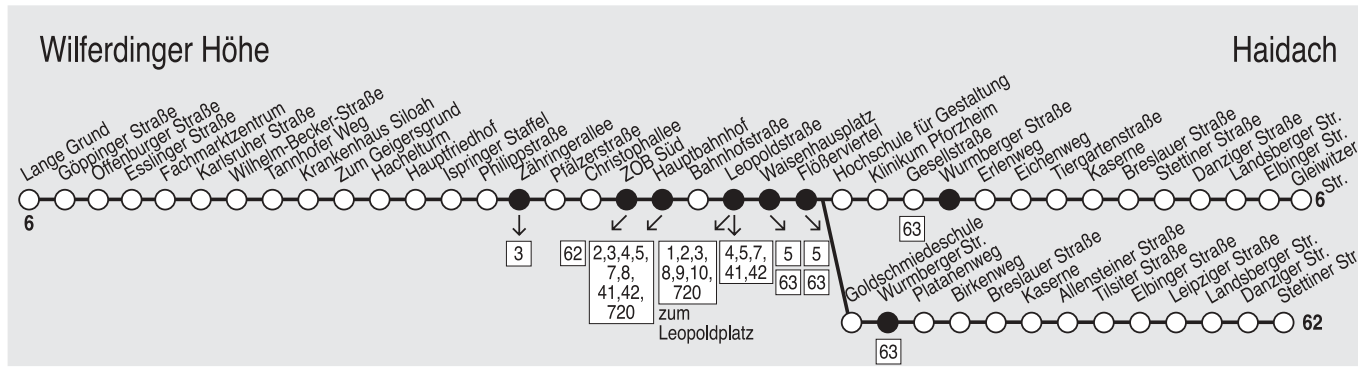 Wilferdinger Höhe
Haidach
Lange Grund
Göppinger Straße
Offenburger Straße
Esslinger Straße
Fachmarktzentrum
Karlsruher Straße
Wilhelm-Becker-Straße
Tannhofer Weg
Krankenhaus Siloah
Zum Geigersgrund
Hachelturm
Hauptfriedhof
Ispringer Staffel
Philippstraße
Zähringerallee
Pfälzerstraße
Christophallee
ZOB Süd
Hauptbahnhof
Bahnhofstraße
Leopoldstraße
Waisenhausplatz
Flößerviertel
Hochschule für Gestaltung
Klinikum Pforzheim
Gesellstraße
Wurmberger Straße
Erlenweg
Eichenweg
Tiergartenstraße
Kaserne
Breslauer Straße
Stettiner Straße
Danziger Straße
Landsberger Str.
Elbinger Str.
Gleiwitzer
Str.
6
6
3
62
2,3,4,5,
7,8,
41,42,
720
1,2,3,
8,9,10,
720
zum
Leopoldplatz
4,5,7,
41,42
5
63
5
63
63
Goldschmiedeschule
Wurmberger Str.
Platanenweg
Birkenweg
Breslauer Straße
Kaserne
Allensteiner Straße
Tilsiter Straße
Elbinger Straße
Leipziger Straße
Landsberger Str.
Danziger Str.
Stettiner Str.
62
63